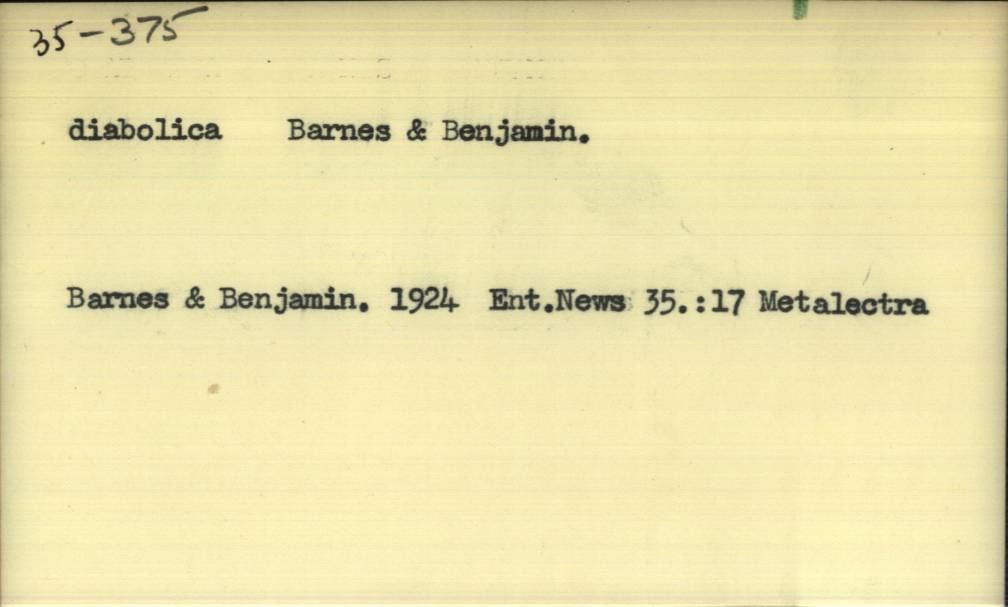 35-375
diabolica Barnes & Benjamin.
Barnes & Benjamin. 1924 Ent.News 35.:17 Metalectra